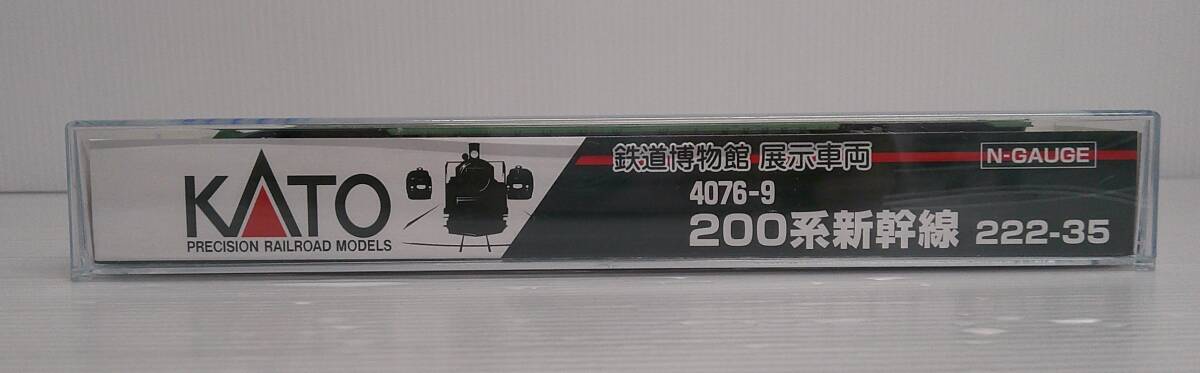 KATO
PRECISION RAILROAD MODELS
鉄道博物館 展示車両
N-GAUGE
4076-9
200系新幹線 222-35